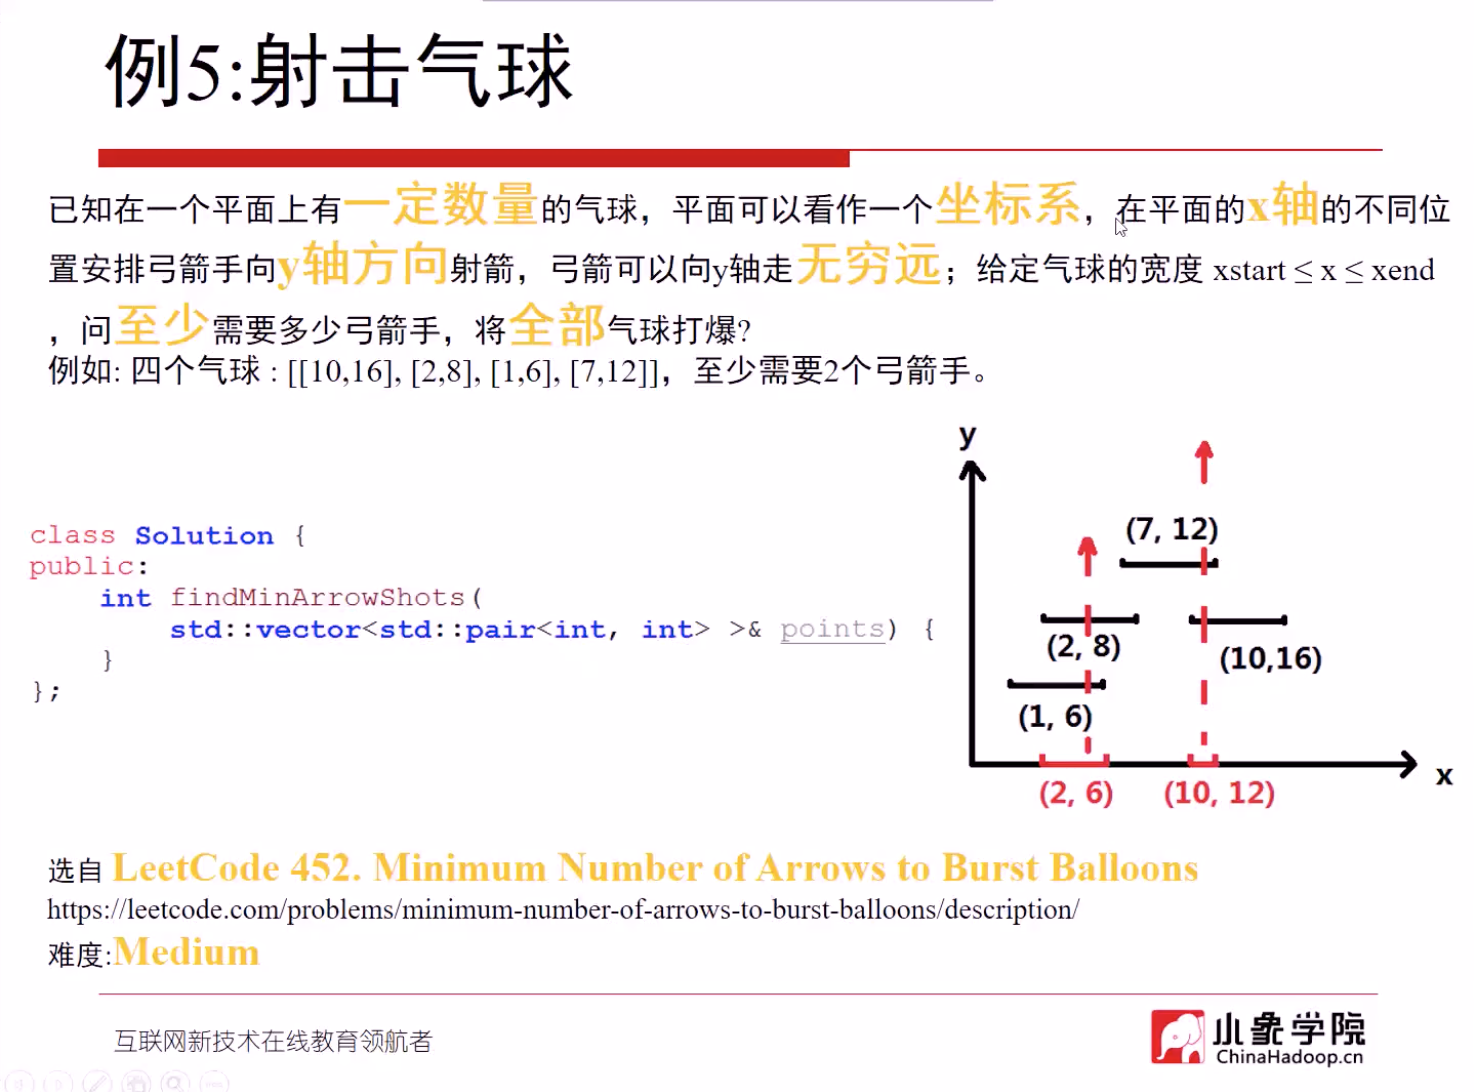 例5:射击气球
已知在一个平面上有一定数量的气球，平面可以看作一个坐标系，在平面的x轴的不同位
置安排弓箭手向y轴方向射箭，弓箭可以向y轴走无穷远；给定气球的宽度 xstart ≤ x ≤ xend
，问至少需要多少弓箭手，将全部气球打爆?
例如: 四个气球 : [[10,16], [2,8], [1,6], [7,12]]，至少需要2个弓箭手。
class Solution {
public:
    int findMinArrowShots(
        std::vector<std::pair<int, int> >& points) {
    }
};
y
(7, 12)
(2, 8)
(10,16)
(1, 6)
x
(2, 6)
(10, 12)
选自 LeetCode 452. Minimum Number of Arrows to Burst Balloons
https://leetcode.com/problems/minimum-number-of-arrows-to-burst-balloons/description/
难度:Medium
互联网新技术在线教育领航者
小象学院
ChinaHadoop.cn